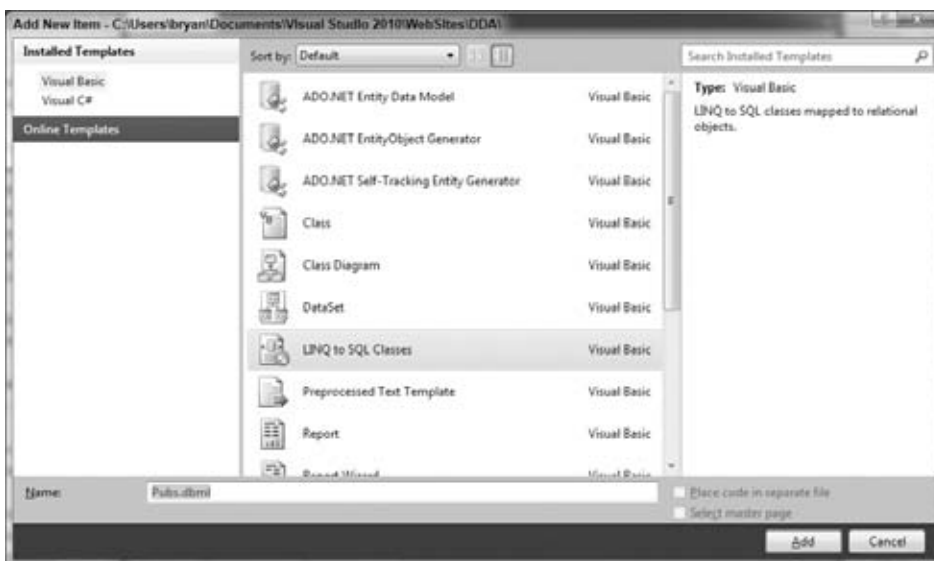 Add New Item - C:\Users\bryan\Documents\Visual Studio 2010\WebSites\DDA\
Installed Templates
Visual Basic
Visual C#
Online Templates
Sort by: Default
ADO.NET Entity Data Model Visual Basic
ADO.NET EntityObject Generator Visual Basic
ADO.NET Self-Tracking Entity Generator Visual Basic
Class Visual Basic
Class Diagram Visual Basic
DataSet Visual Basic
LINQ to SQL Classes Visual Basic
Preprocessed Text Template Visual Basic
Report Visual Basic
Report Wizard Visual Basic
Search Installed Templates
Type: Visual Basic
LINQ to SQL classes mapped to relational
objects.
Name: Pubs.dbml
Place code in separate file
Select master page
Add Cancel